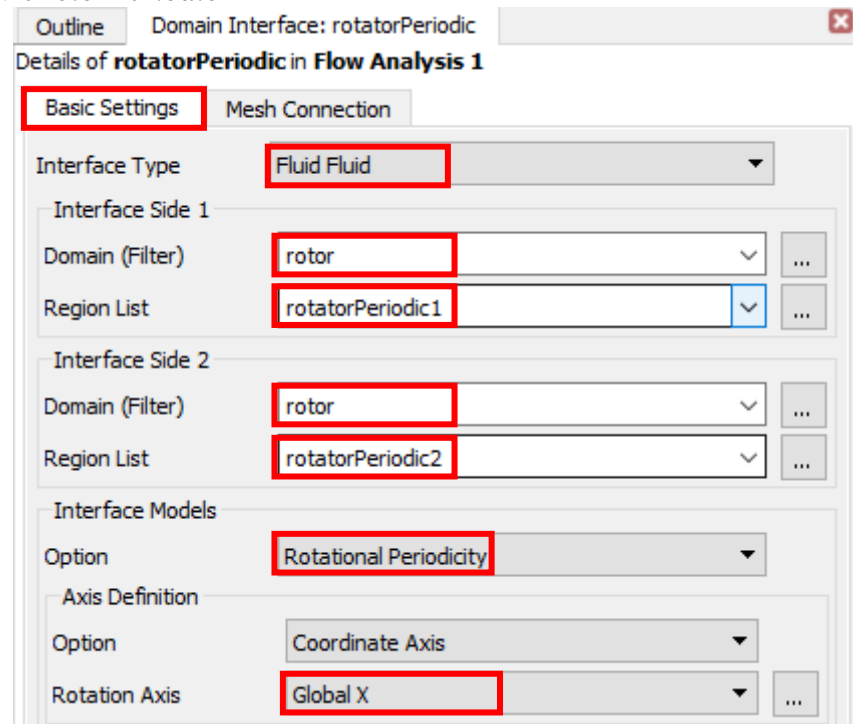 Outline Domain Interface: rotatorPeriodic
Details of rotatorPeriodic in Flow Analysis 1
Basic Settings Mesh Connection
Interface Type Fluid Fluid
Interface Side 1
Domain (Filter) rotor ...
Region List rotatorPeriodic1 ...
Interface Side 2
Domain (Filter) rotor ...
Region List rotatorPeriodic2 ...
Interface Models
Option Rotational Periodicity
Axis Definition
Option Coordinate Axis
Rotation Axis Global X ...